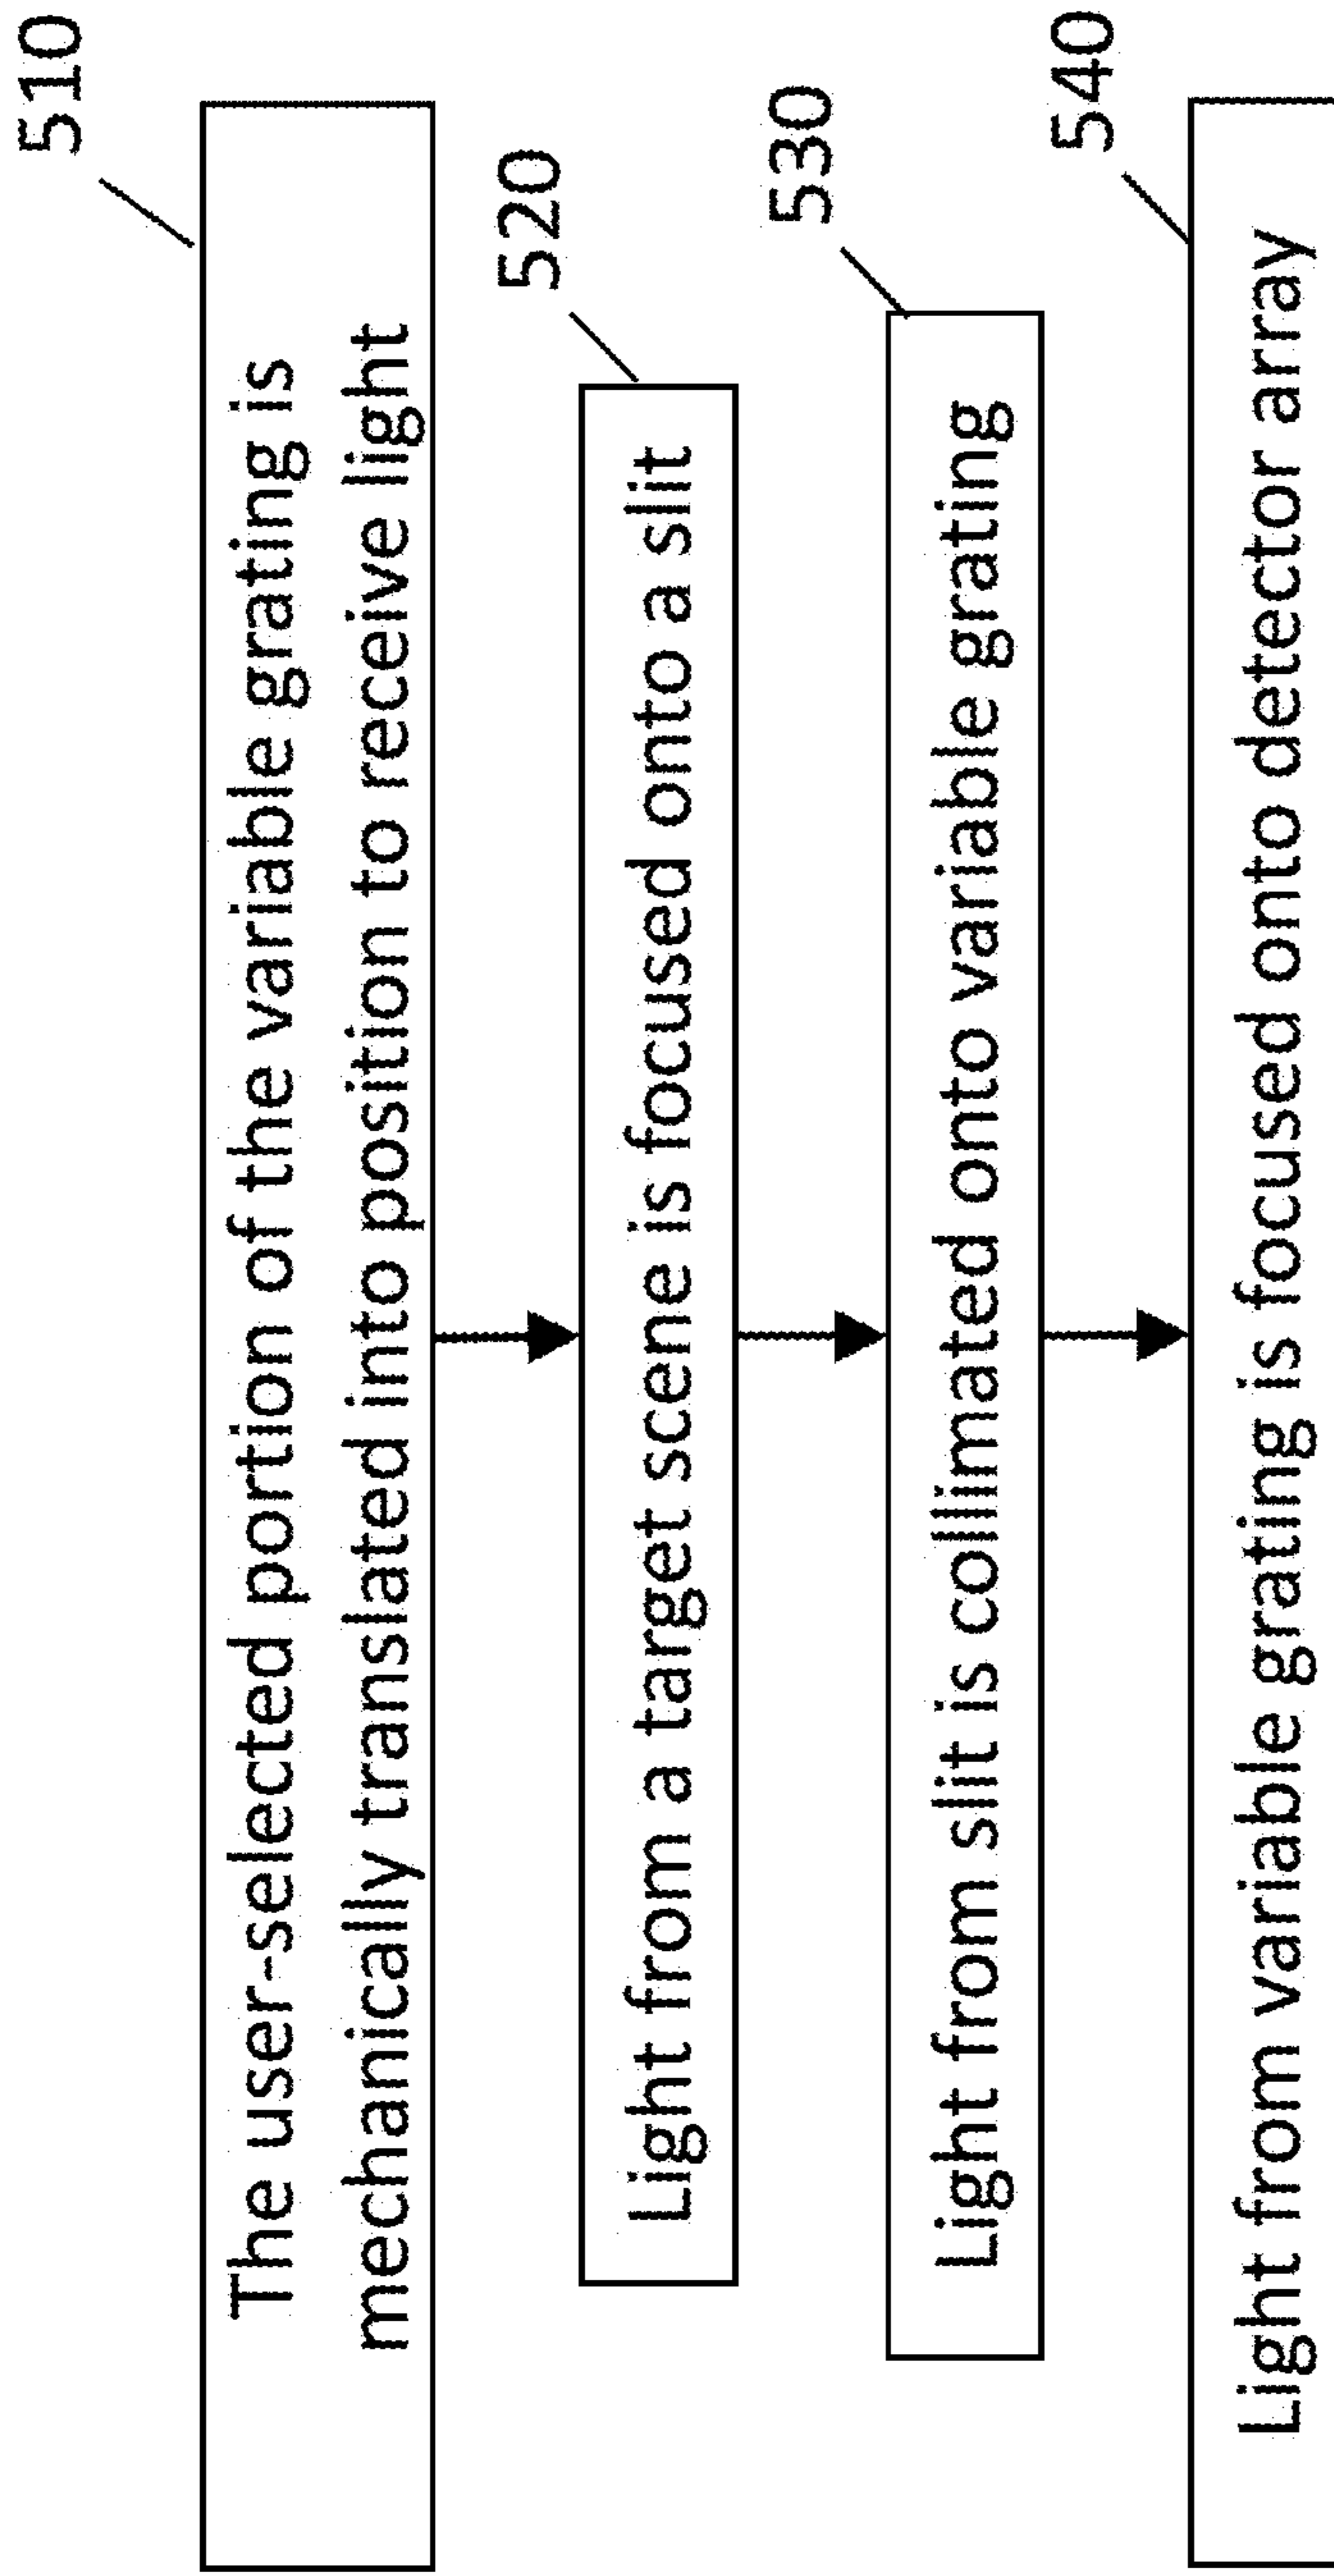 510
The user-selected portion of the variable grating is
mechanically translated into position to receive light
520
Light from a target scene is focused onto a slit
530
Light from slit is collimated onto variable grating
540
Light from variable grating is focused onto detector array